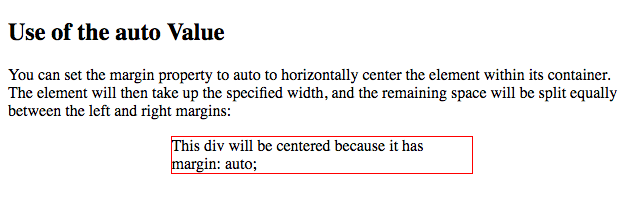 Use of the auto Value
You can set the margin property to auto to horizontally center the element within its container.
The element will then take up the specified width, and the remaining space will be split equally
between the left and right margins:
This div will be centered because it has
margin: auto;